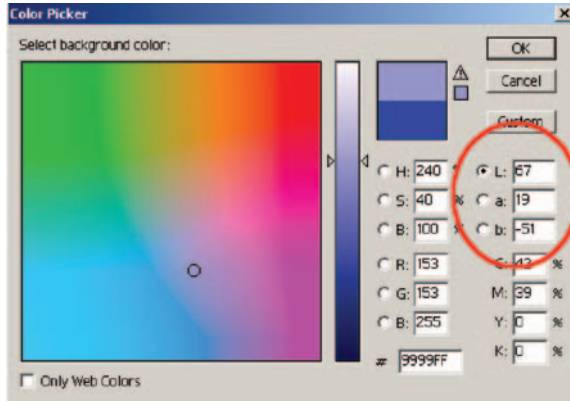 Color Picker
Select background color:
OK
Cancel
Custom
H: 240 °
S: 40 %
B: 100 %
R: 153
G: 153
B: 255
# 9999FF
L: 67
a: 19
b: -51
C: 42 %
M: 39 %
Y: 0 %
K: 0 %
Only Web Colors